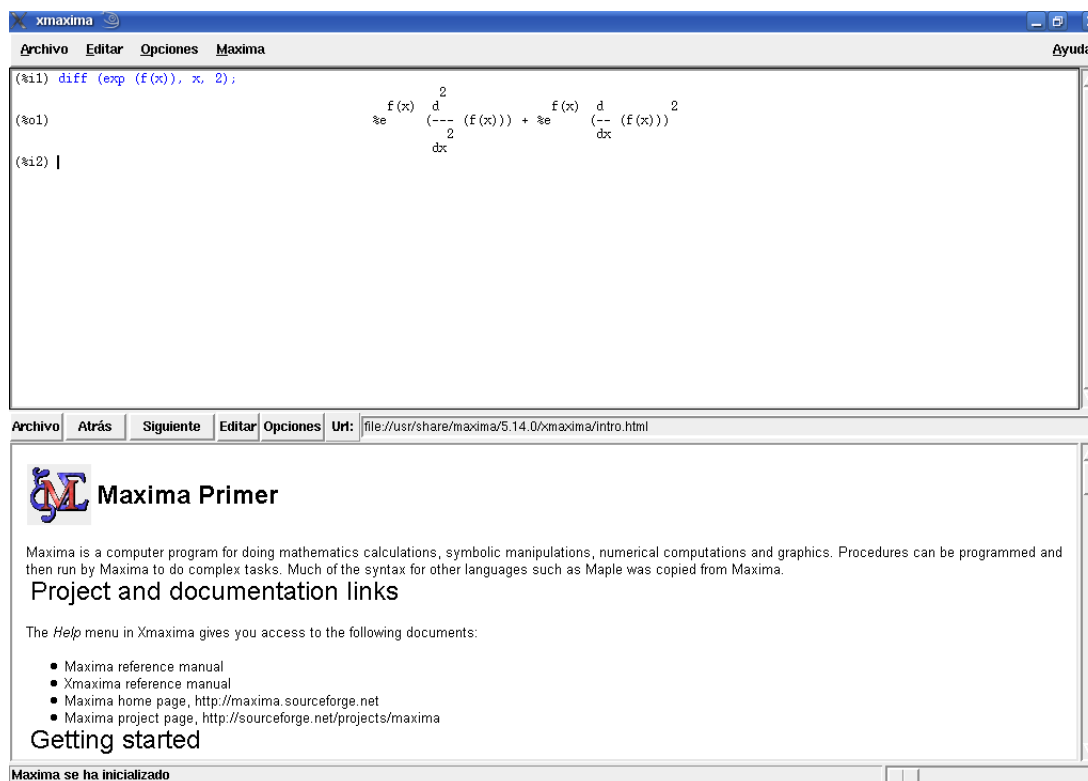 xmaxima
Archivo Editar Opciones Maxima Ayuda
(%i1) diff (exp (f(x)), x, 2);
2
f(x) d f(x) d 2
(%o1) %e (--- (f(x))) + %e (-- (f(x)))
2 dx
dx
(%i2)
Archivo Atrás Siguiente Editar Opciones Url: file://usr/share/maxima/5.14.0/xmaxima/intro.html
Maxima Primer
Maxima is a computer program for doing mathematics calculations, symbolic manipulations, numerical computations and graphics. Procedures can be programmed and
then run by Maxima to do complex tasks. Much of the syntax for other languages such as Maple was copied from Maxima.
Project and documentation links
The Help menu in Xmaxima gives you access to the following documents:
Maxima reference manual
Xmaxima reference manual
Maxima home page, http://maxima.sourceforge.net
Maxima project page, http://sourceforge.net/projects/maxima
Getting started
Maxima se ha inicializado